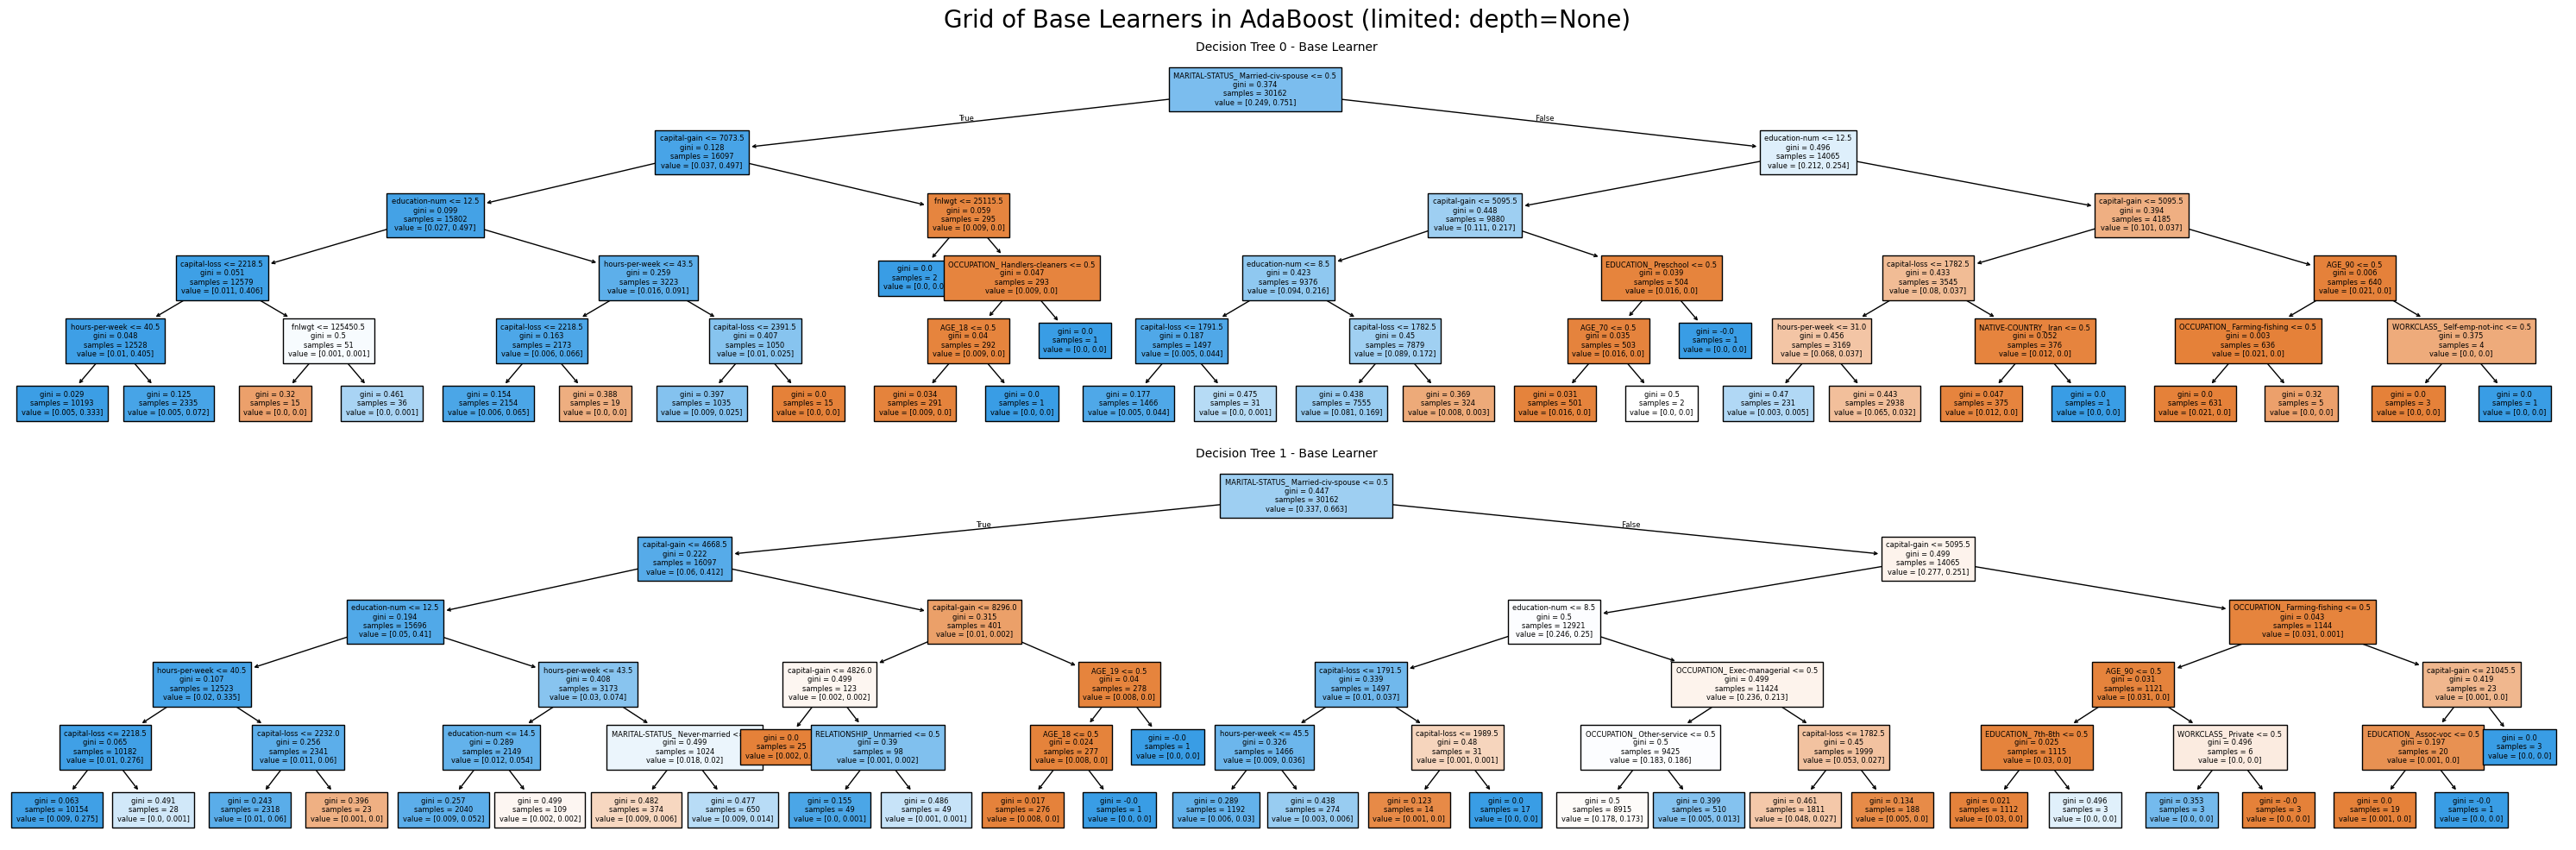 Grid of Base Learners in AdaBoost (limited: depth=None)
Decision Tree 0 - Base Learner
MARITAL-STATUS_ Married-civ-spouse <= 0.5
gini = 0.374
samples = 30162
value = [0.249, 0.751]
True
False
capital-gain <= 7073.5
gini = 0.128
samples = 16097
value = [0.037, 0.497]
education-num <= 12.5
gini = 0.496
samples = 14065
value = [0.212, 0.254]
education-num <= 12.5
gini = 0.099
samples = 15802
value = [0.027, 0.497]
fnlwgt <= 25115.5
gini = 0.059
samples = 295
value = [0.009, 0.0]
capital-gain <= 5095.5
gini = 0.448
samples = 9880
value = [0.111, 0.217]
capital-gain <= 5095.5
gini = 0.394
samples = 4185
value = [0.101, 0.037]
capital-loss <= 2218.5
gini = 0.051
samples = 12579
value = [0.011, 0.406]
hours-per-week <= 43.5
gini = 0.259
samples = 3223
value = [0.016, 0.091]
gini = 0.0
samples = 2
value = [0.0, 0.0
OCCUPATION_ Handlers-cleaners <= 0.5
gini = 0.047
samples = 293
value = [0.009, 0.0]
education-num <= 8.5
gini = 0.423
samples = 9376
value = [0.094, 0.216]
EDUCATION_ Preschool <= 0.5
gini = 0.039
samples = 504
value = [0.016, 0.0]
capital-loss <= 1782.5
gini = 0.433
samples = 3545
value = [0.08, 0.037]
AGE_90 <= 0.5
gini = 0.006
samples = 640
value = [0.021, 0.0]
hours-per-week <= 40.5
gini = 0.048
samples = 12528
value = [0.01, 0.405]
fnlwgt <= 125450.5
gini = 0.5
samples = 51
value = [0.001, 0.001]
capital-loss <= 2218.5
gini = 0.163
samples = 2173
value = [0.006, 0.066]
capital-loss <= 2391.5
gini = 0.407
samples = 1050
value = [0.01, 0.025]
AGE_18 <= 0.5
gini = 0.04
samples = 292
value = [0.009, 0.0]
gini = 0.0
samples = 1
value = [0.0, 0.0]
capital-loss <= 1791.5
gini = 0.187
samples = 1497
value = [0.005, 0.044]
capital-loss <= 1782.5
gini = 0.45
samples = 7879
value = [0.089, 0.172]
AGE_70 <= 0.5
gini = 0.035
samples = 503
value = [0.016, 0.0]
gini = -0.0
samples = 1
value = [0.0, 0.0]
hours-per-week <= 31.0
gini = 0.456
samples = 3169
value = [0.068, 0.037]
NATIVE-COUNTRY_ Iran <= 0.5
gini = 0.052
samples = 376
value = [0.012, 0.0]
OCCUPATION_ Farming-fishing <= 0.5
gini = 0.003
samples = 636
value = [0.021, 0.0]
WORKCLASS_ Self-emp-not-inc <= 0.5
gini = 0.375
samples = 4
value = [0.0, 0.0]
gini = 0.029
samples = 10193
value = [0.005, 0.333]
gini = 0.125
samples = 2335
value = [0.005, 0.072]
gini = 0.32
samples = 15
value = [0.0, 0.0]
gini = 0.461
samples = 36
value = [0.0, 0.001]
gini = 0.154
samples = 2154
value = [0.006, 0.065]
gini = 0.388
samples = 19
value = [0.0, 0.0]
gini = 0.397
samples = 1035
value = [0.009, 0.025]
gini = 0.0
samples = 15
value = [0.0, 0.0]
gini = 0.034
samples = 291
value = [0.009, 0.0]
gini = 0.0
samples = 1
value = [0.0, 0.0]
gini = 0.177
samples = 1466
value = [0.005, 0.044]
gini = 0.475
samples = 31
value = [0.0, 0.001]
gini = 0.438
samples = 7555
value = [0.081, 0.169]
gini = 0.369
samples = 324
value = [0.008, 0.003]
gini = 0.031
samples = 501
value = [0.016, 0.0]
gini = 0.5
samples = 2
value = [0.0, 0.0]
gini = 0.47
samples = 231
value = [0.003, 0.005]
gini = 0.443
samples = 2938
value = [0.065, 0.032]
gini = 0.047
samples = 375
value = [0.012, 0.0]
gini = 0.0
samples = 1
value = [0.0, 0.0]
gini = 0.0
samples = 631
value = [0.021, 0.0]
gini = 0.32
samples = 5
value = [0.0, 0.0]
gini = 0.0
samples = 3
value = [0.0, 0.0]
gini = 0.0
samples = 1
value = [0.0, 0.0]
Decision Tree 1 - Base Learner
MARITAL-STATUS_ Married-civ-spouse <= 0.5
gini = 0.447
samples = 30162
value = [0.337, 0.663]
True
False
capital-gain <= 4668.5
gini = 0.222
samples = 16097
value = [0.06, 0.412]
capital-gain <= 5095.5
gini = 0.499
samples = 14065
value = [0.277, 0.251]
education-num <= 12.5
gini = 0.194
samples = 15696
value = [0.05, 0.41]
capital-gain <= 8296.0
gini = 0.315
samples = 401
value = [0.01, 0.002]
education-num <= 8.5
gini = 0.5
samples = 12921
value = [0.246, 0.25]
OCCUPATION_ Farming-fishing <= 0.5
gini = 0.043
samples = 1144
value = [0.031, 0.001]
hours-per-week <= 40.5
gini = 0.107
samples = 12523
value = [0.02, 0.335]
hours-per-week <= 43.5
gini = 0.408
samples = 3173
value = [0.03, 0.074]
capital-gain <= 4826.0
gini = 0.499
samples = 123
value = [0.002, 0.002]
AGE_19 <= 0.5
gini = 0.04
samples = 278
value = [0.008, 0.0]
capital-loss <= 1791.5
gini = 0.339
samples = 1497
value = [0.01, 0.037]
OCCUPATION_ Exec-managerial <= 0.5
gini = 0.499
samples = 11424
value = [0.236, 0.213]
AGE_90 <= 0.5
gini = 0.031
samples = 1121
value = [0.031, 0.0]
capital-gain <= 21045.5
gini = 0.419
samples = 23
value = [0.001, 0.0]
capital-loss <= 2218.5
gini = 0.065
samples = 10182
value = [0.01, 0.276]
capital-loss <= 2232.0
gini = 0.256
samples = 2341
value = [0.011, 0.06]
education-num <= 14.5
gini = 0.289
samples = 2149
value = [0.012, 0.054]
MARITAL-STATUS_ Never-married <=
gini = 0.499
samples = 1024
value = [0.018, 0.02]
gini = 0.0
samples = 25
value = [0.002, 0.
RELATIONSHIP_ Unmarried <= 0.5
gini = 0.39
samples = 98
value = [0.001, 0.002]
AGE_18 <= 0.5
gini = 0.024
samples = 277
value = [0.008, 0.0]
gini = -0.0
samples = 1
value = [0.0, 0.0]
hours-per-week <= 45.5
gini = 0.326
samples = 1466
value = [0.009, 0.036]
capital-loss <= 1989.5
gini = 0.48
samples = 31
value = [0.001, 0.001]
OCCUPATION_ Other-service <= 0.5
gini = 0.5
samples = 9425
value = [0.183, 0.186]
capital-loss <= 1782.5
gini = 0.45
samples = 1999
value = [0.053, 0.027]
EDUCATION_ 7th-8th <= 0.5
gini = 0.025
samples = 1115
value = [0.03, 0.0]
WORKCLASS_ Private <= 0.5
gini = 0.496
samples = 6
value = [0.0, 0.0]
EDUCATION_ Assoc-voc <= 0.5
gini = 0.197
samples = 20
value = [0.001, 0.0]
gini = 0.0
samples = 3
value = [0.0, 0.0]
gini = 0.063
samples = 10154
value = [0.009, 0.275]
gini = 0.491
samples = 28
value = [0.0, 0.001]
gini = 0.243
samples = 2318
value = [0.01, 0.06]
gini = 0.396
samples = 23
value = [0.001, 0.0]
gini = 0.257
samples = 2040
value = [0.009, 0.052]
gini = 0.499
samples = 109
value = [0.002, 0.002]
gini = 0.482
samples = 374
value = [0.009, 0.006]
gini = 0.477
samples = 650
value = [0.009, 0.014]
gini = 0.155
samples = 49
value = [0.0, 0.001]
gini = 0.486
samples = 49
value = [0.001, 0.001]
gini = 0.017
samples = 276
value = [0.008, 0.0]
gini = -0.0
samples = 1
value = [0.0, 0.0]
gini = 0.289
samples = 1192
value = [0.006, 0.03]
gini = 0.438
samples = 274
value = [0.003, 0.006]
gini = 0.123
samples = 14
value = [0.001, 0.0]
gini = 0.0
samples = 17
value = [0.0, 0.0]
gini = 0.5
samples = 8915
value = [0.178, 0.173]
gini = 0.399
samples = 510
value = [0.005, 0.013]
gini = 0.461
samples = 1811
value = [0.048, 0.027]
gini = 0.134
samples = 188
value = [0.005, 0.0]
gini = 0.021
samples = 1112
value = [0.03, 0.0]
gini = 0.496
samples = 3
value = [0.0, 0.0]
gini = 0.353
samples = 3
value = [0.0, 0.0]
gini = -0.0
samples = 3
value = [0.0, 0.0]
gini = 0.0
samples = 19
value = [0.001, 0.0]
gini = -0.0
samples = 1
value = [0.0, 0.0]